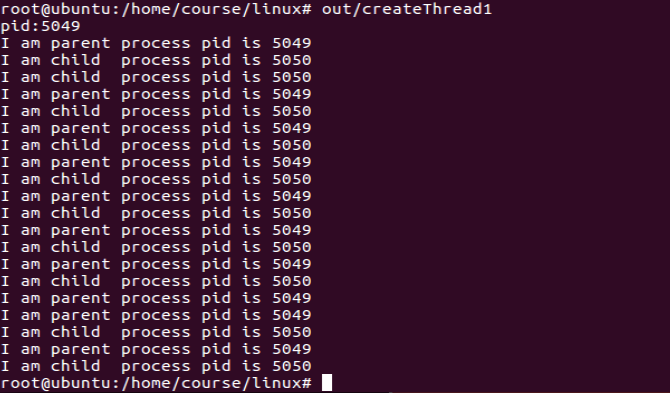 root@ubuntu:/home/course/linux# out/createThread1
pid:5049
I am parent process pid is 5049
I am child  process pid is 5050
I am child  process pid is 5050
I am parent process pid is 5049
I am child  process pid is 5050
I am parent process pid is 5049
I am child  process pid is 5050
I am parent process pid is 5049
I am child  process pid is 5050
I am parent process pid is 5049
I am child  process pid is 5050
I am parent process pid is 5049
I am child  process pid is 5050
I am parent process pid is 5049
I am child  process pid is 5050
I am parent process pid is 5049
I am parent process pid is 5049
I am child  process pid is 5050
I am parent process pid is 5049
I am child  process pid is 5050
root@ubuntu:/home/course/linux#